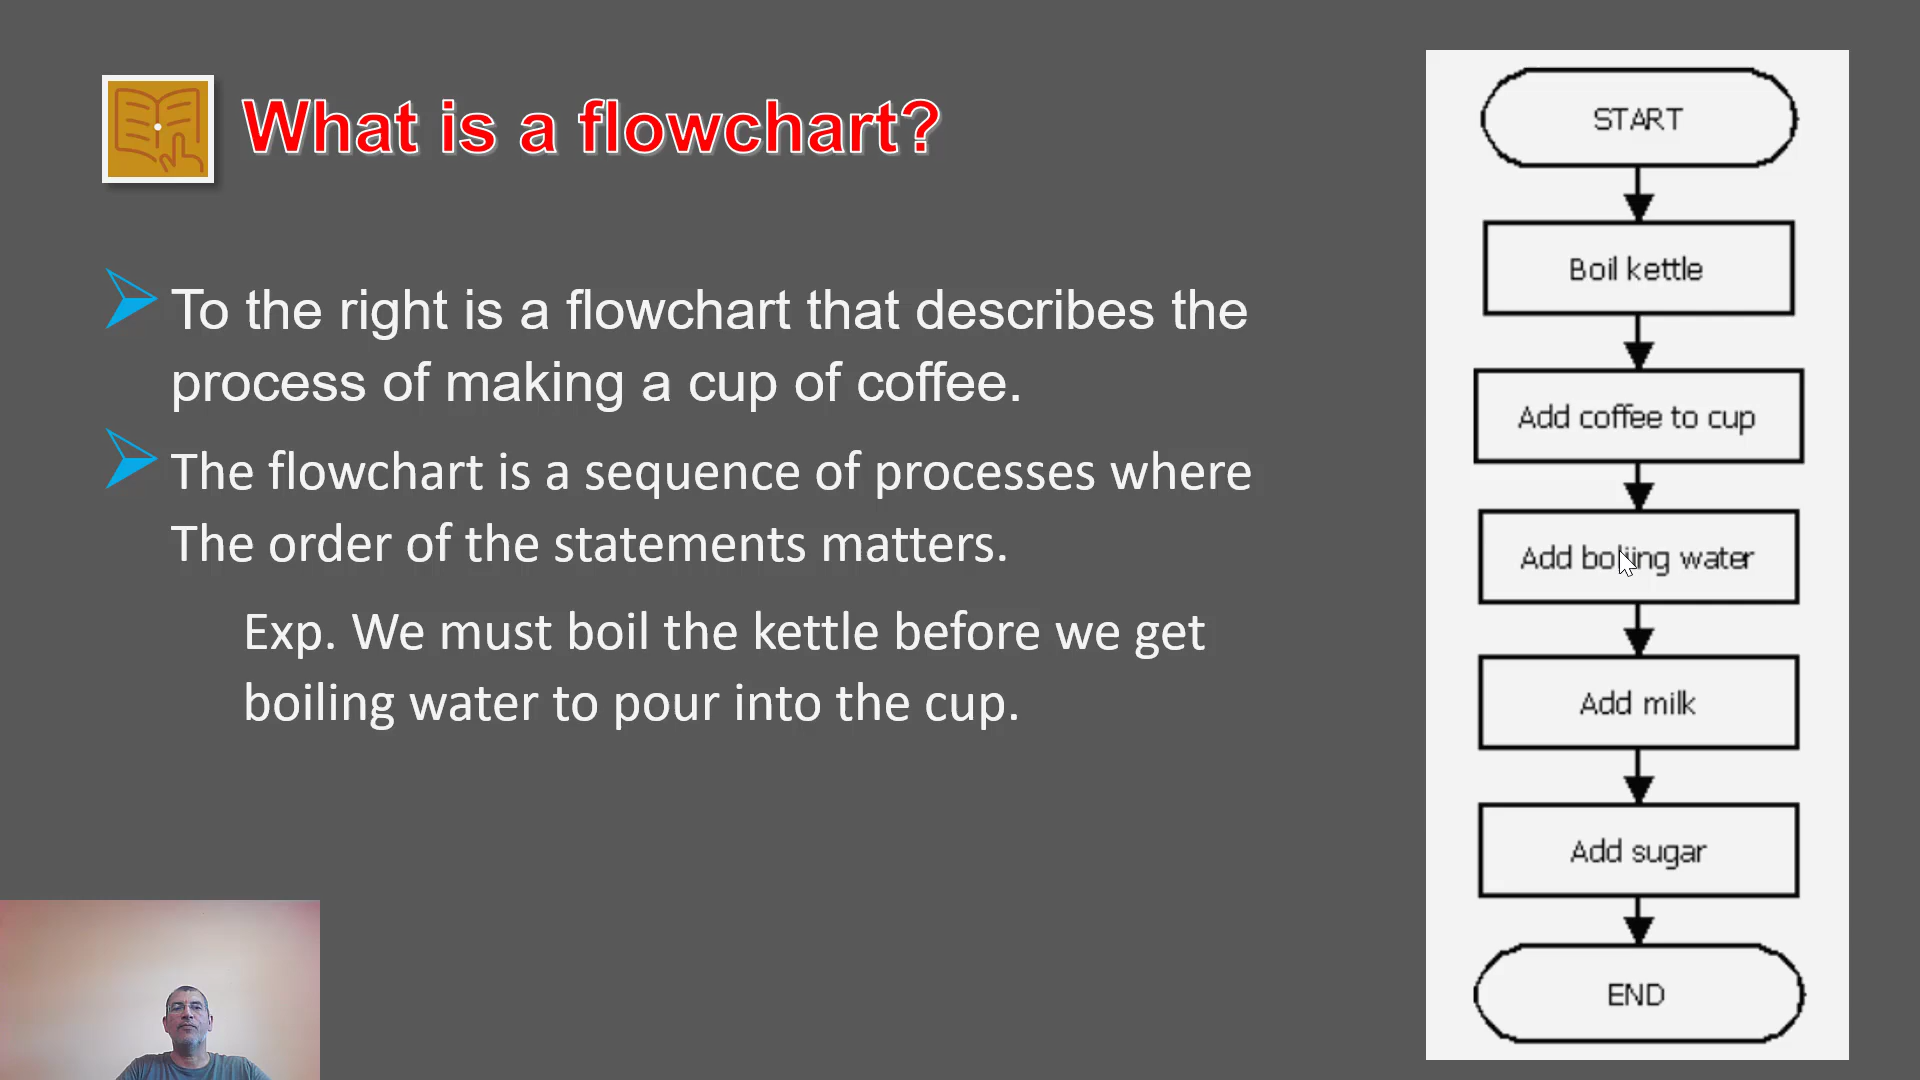 What is a flowchart?
To the right is a flowchart that describes the
process of making a cup of coffee.
The flowchart is a sequence of processes where
The order of the statements matters.
Exp. We must boil the kettle before we get
boiling water to pour into the cup.
START
Boil kettle
Add coffee to cup
Add boiling water
Add milk
Add sugar
END